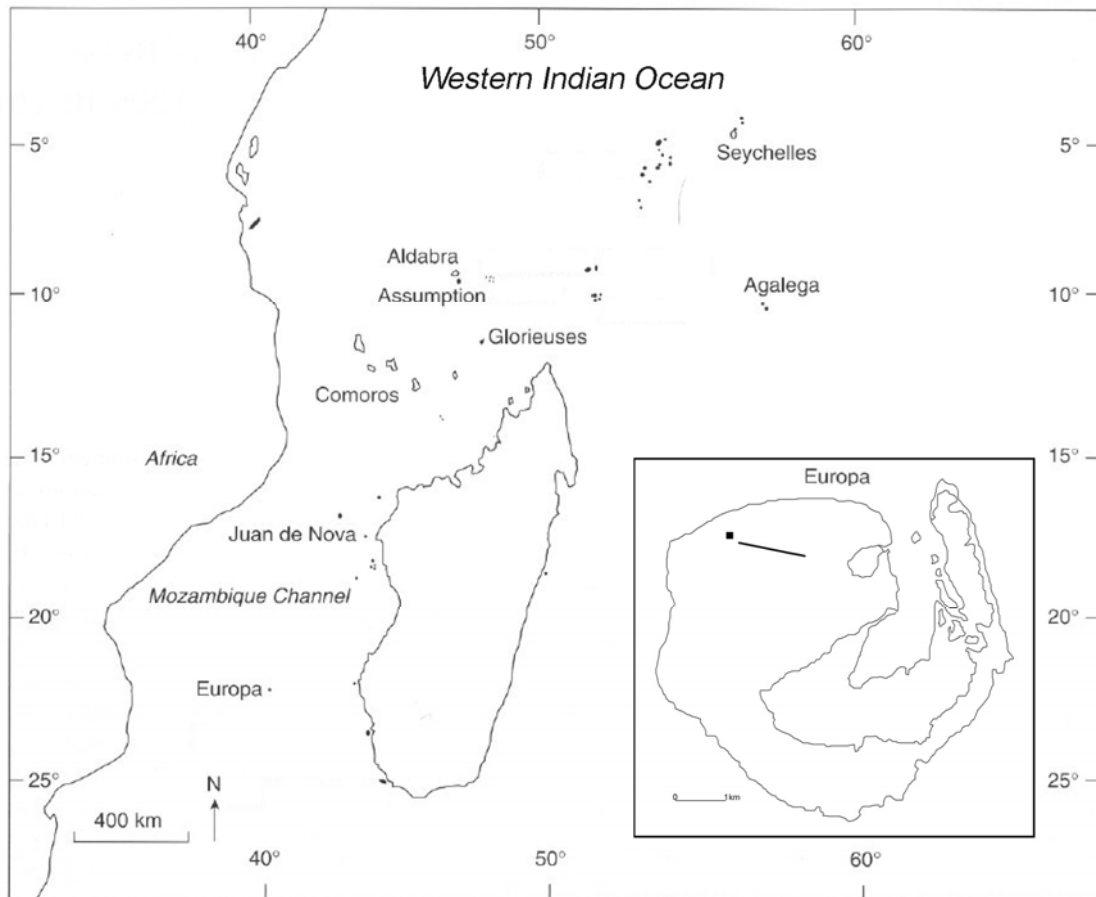 40° 50° 60°
Western Indian Ocean
5° Seychelles 5°
Aldabra
Assumption
10° Agalega 10°
Glorieuses
Comoros
15° Africa 15°
Europa
Juan de Nova
Mozambique Channel
20° 20°
Europa
25° 25°
N
0 1km
400 km
40° 50° 60°